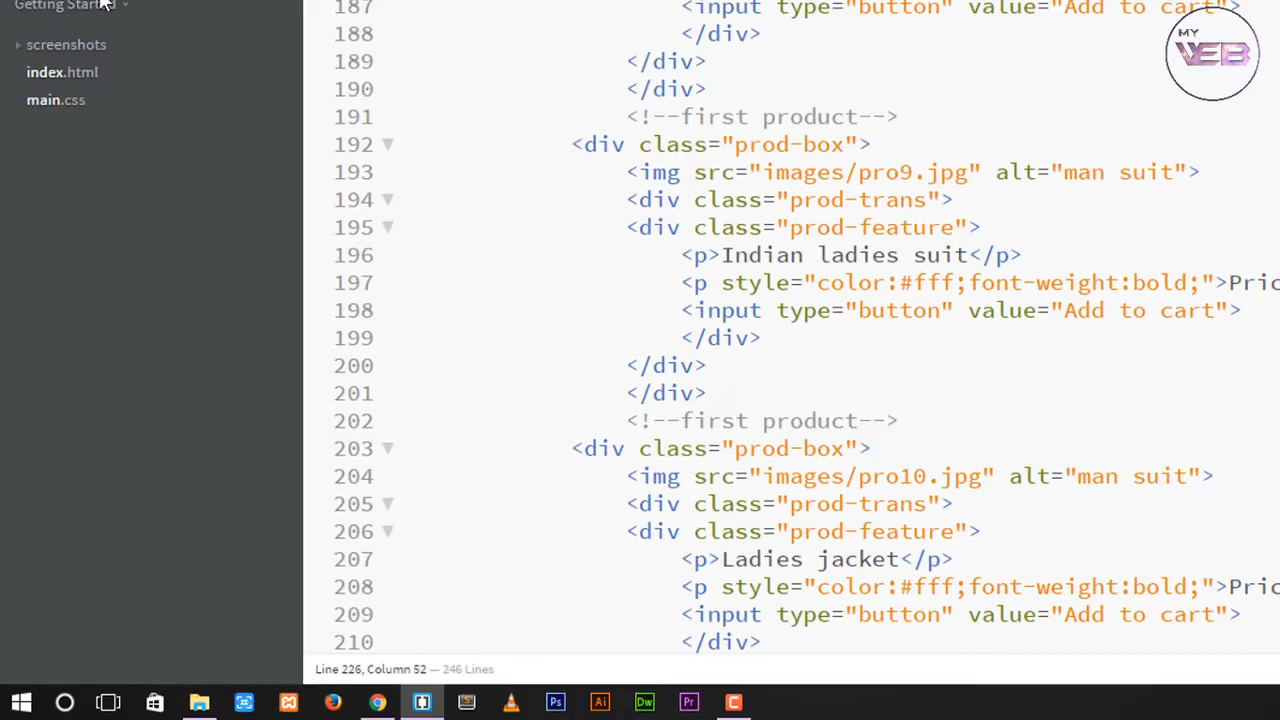 Getting Started
screenshots
index.html
main.css
187 <input type="button" value="Add to cart">
188 </div>
189 </div>
190 </div>
191 <!--first product-->
192 <div class="prod-box">
193 <img src="images/pro9.jpg" alt="man suit">
194 <div class="prod-trans">
195 <div class="prod-feature">
196 <p>Indian ladies suit</p>
197 <p style="color:#fff;font-weight:bold;">Pric
198 <input type="button" value="Add to cart">
199 </div>
200 </div>
201 </div>
202 <!--first product-->
203 <div class="prod-box">
204 <img src="images/pro10.jpg" alt="man suit">
205 <div class="prod-trans">
206 <div class="prod-feature">
207 <p>Ladies jacket</p>
208 <p style="color:#fff;font-weight:bold;">Pric
209 <input type="button" value="Add to cart">
210 </div>
Line 226, Column 52 — 246 Lines
MY
WEB
Ps Ai Dw Pr